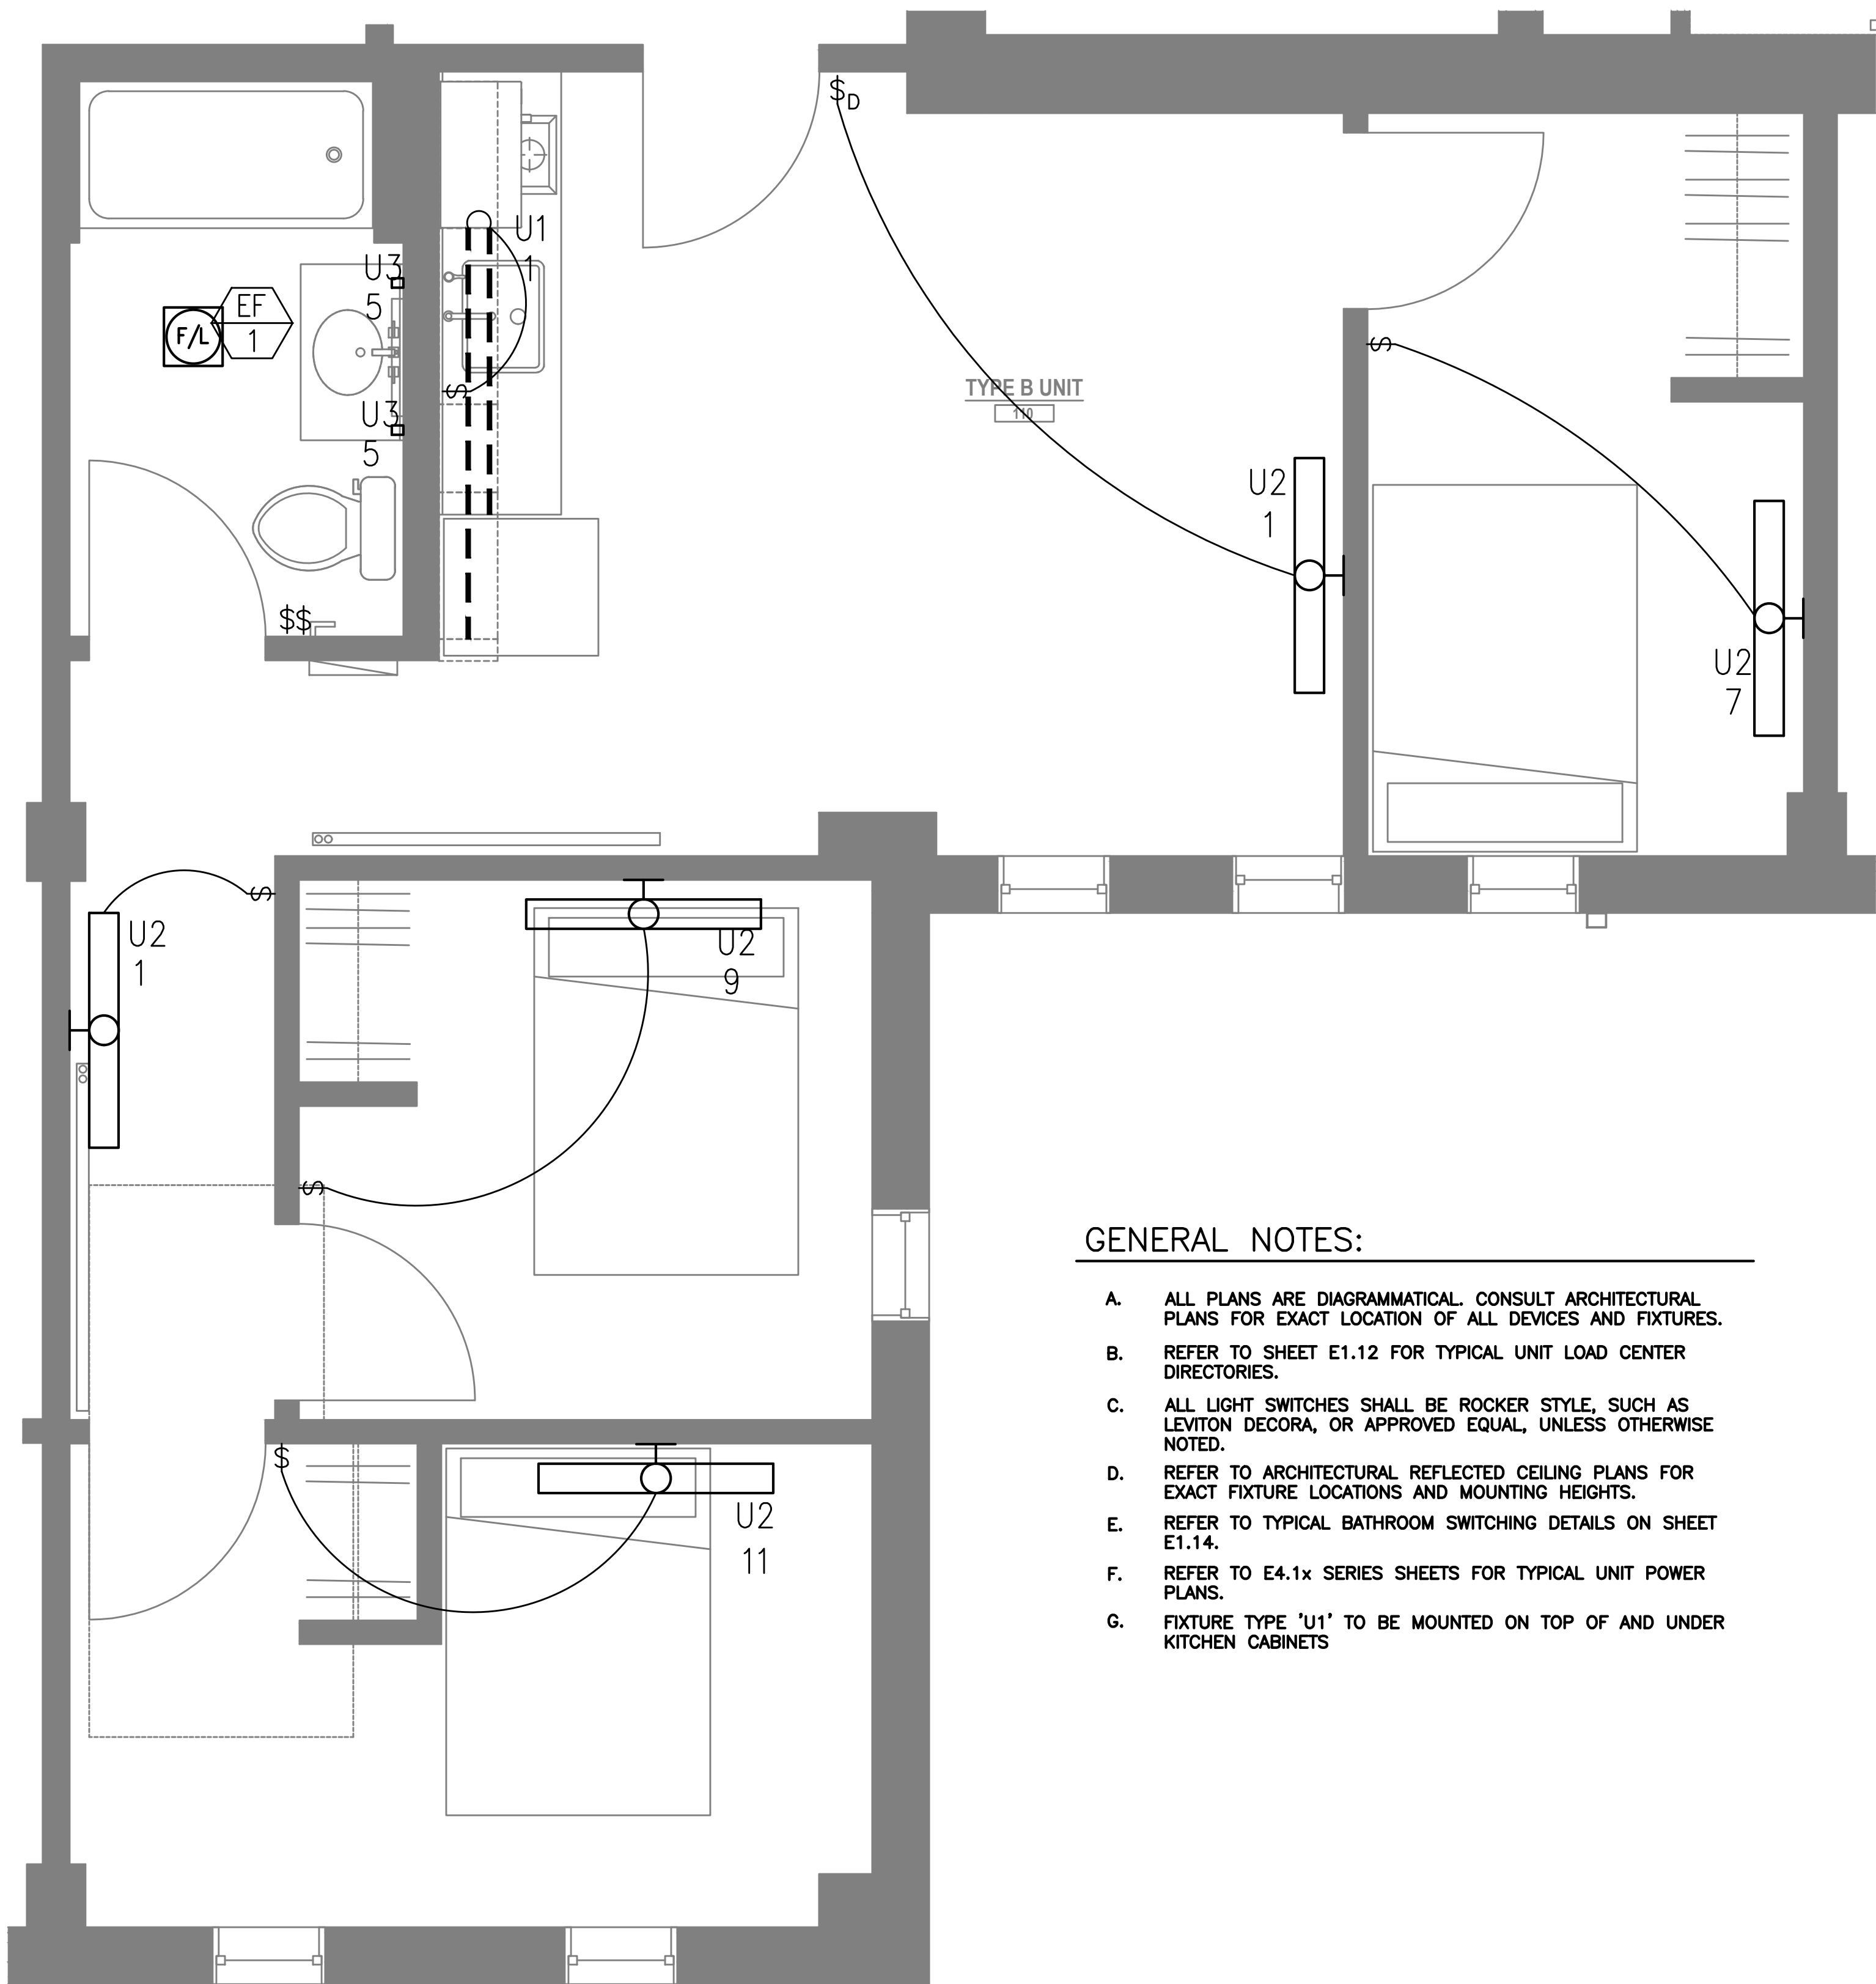 $D
U1
1
U3
5
EF
1
F/L
$
U3
5
$$
TYPE B UNIT
110
$
U2
1
U2
7
$
U2
1
U2
9
$
$
U2
11
GENERAL NOTES:
A. ALL PLANS ARE DIAGRAMMATICAL. CONSULT ARCHITECTURAL
PLANS FOR EXACT LOCATION OF ALL DEVICES AND FIXTURES.
B. REFER TO SHEET E1.12 FOR TYPICAL UNIT LOAD CENTER
DIRECTORIES.
C. ALL LIGHT SWITCHES SHALL BE ROCKER STYLE, SUCH AS
LEVITON DECORA, OR APPROVED EQUAL, UNLESS OTHERWISE
NOTED.
D. REFER TO ARCHITECTURAL REFLECTED CEILING PLANS FOR
EXACT FIXTURE LOCATIONS AND MOUNTING HEIGHTS.
E. REFER TO TYPICAL BATHROOM SWITCHING DETAILS ON SHEET
E1.14.
F. REFER TO E4.1x SERIES SHEETS FOR TYPICAL UNIT POWER
PLANS.
G. FIXTURE TYPE 'U1' TO BE MOUNTED ON TOP OF AND UNDER
KITCHEN CABINETS